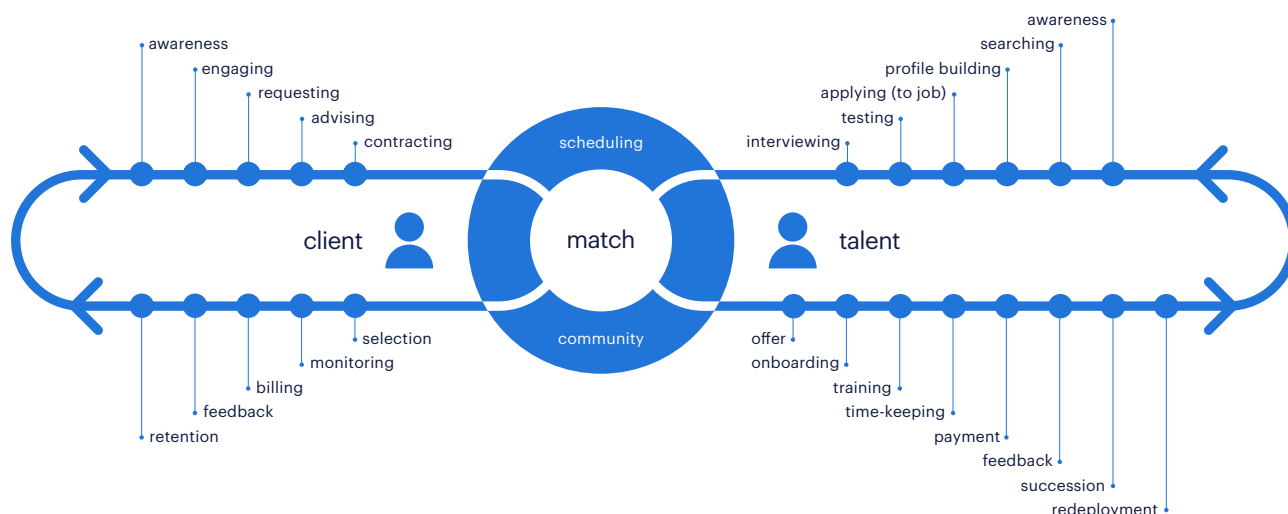 awareness
engaging
requesting
advising
contracting
awareness
searching
profile building
applying (to job)
testing
interviewing
scheduling
client
match
talent
community
selection
monitoring
billing
feedback
retention
offer
onboarding
training
time-keeping
payment
feedback
succession
redeployment